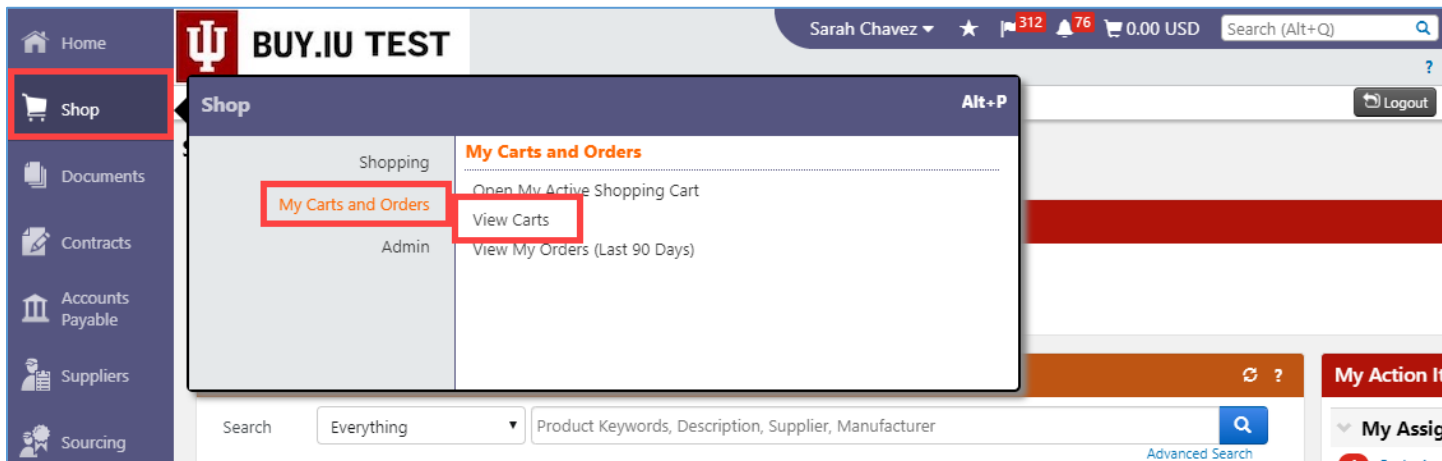 Home
BUY.IU TEST
Sarah Chavez
312
76
0.00 USD
Search (Alt+Q)
?
Shop
Shop
Alt+P
Logout
Shopping
My Carts and Orders
Open My Active Shopping Cart
My Carts and Orders
View Carts
Admin
View My Orders (Last 90 Days)
Documents
Contracts
Accounts
Payable
Suppliers
?
My Action It
Sourcing
Search
Everything
Product Keywords, Description, Supplier, Manufacturer
Advanced Search
My Assig